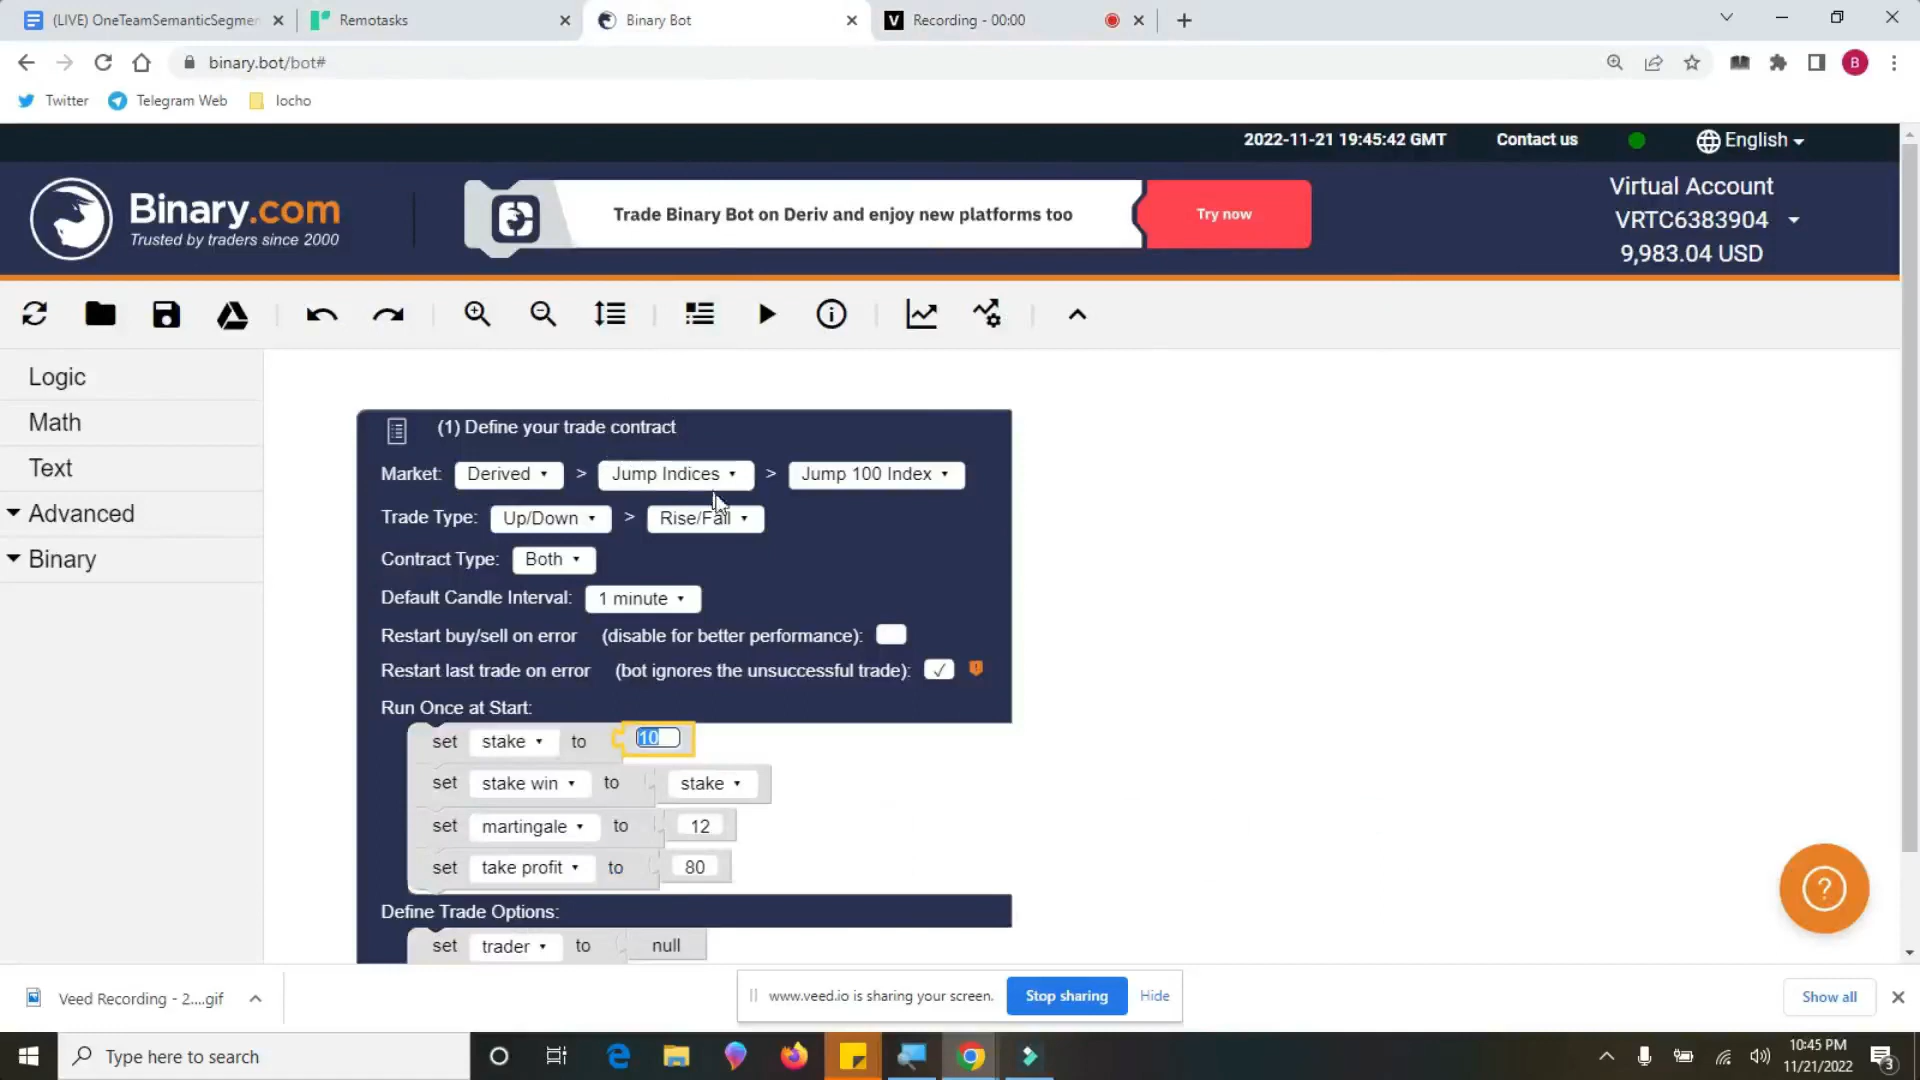 (LIVE) OneTeamSemanticSegme
Remotasks
Binary Bot
V Recording - 00:00
binary.bot/bot#
B
Twitter
Telegram Web
locho
2022-11-21 19:45:42 GMT
Contact us
English
Binary.com
Trusted by traders since 2000
Trade Binary Bot on Deriv and enjoy new platforms too
Try now
Virtual Account
VRTC6383904
9,983.04 USD
Logic
Math
Text
Advanced
Binary
(1) Define your trade contract
Market: Derived > Jump Indices > Jump 100 Index
Trade Type: Up/Down > Rise/Fall
Contract Type: Both
Default Candle Interval: 1 minute
Restart buy/sell on error (disable for better performance):
Restart last trade on error (bot ignores the unsuccessful trade): ✓ !
Run Once at Start:
set stake to 10
set stake win to stake
set martingale to 12
set take profit to 80
Define Trade Options:
set trader to null
?
Veed Recording - 2....gif
www.veed.io is sharing your screen.
Stop sharing
Hide
Show all
Type here to search
10:45 PM
11/21/2022
3